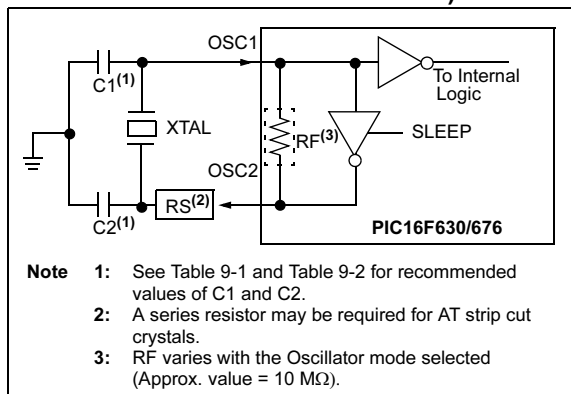 OSC1
C1(1)
To Internal
Logic
XTAL
RF(3)
SLEEP
OSC2
C2(1)
RS(2)
PIC16F630/676
Note 1: See Table 9-1 and Table 9-2 for recommended
values of C1 and C2.
2: A series resistor may be required for AT strip cut
crystals.
3: RF varies with the Oscillator mode selected
(Approx. value = 10 MΩ).